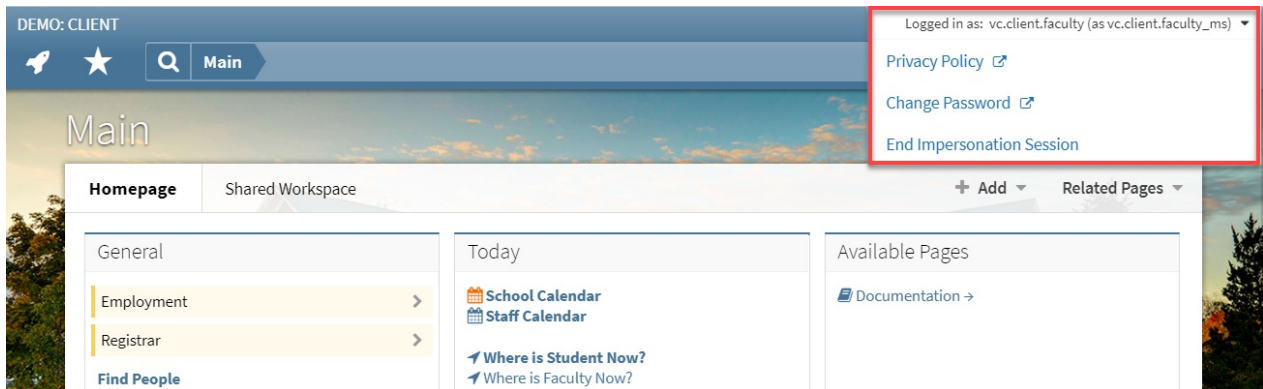 DEMO: CLIENT
Logged in as: vc.client.faculty (as vc.client.faculty_ms)
Main
Privacy Policy
Change Password
End Impersonation Session
Main
Homepage
Shared Workspace
Add
Related Pages
General
Employment
Registrar
Find People
Today
School Calendar
Staff Calendar
Where is Student Now?
Where is Faculty Now?
Available Pages
Documentation →